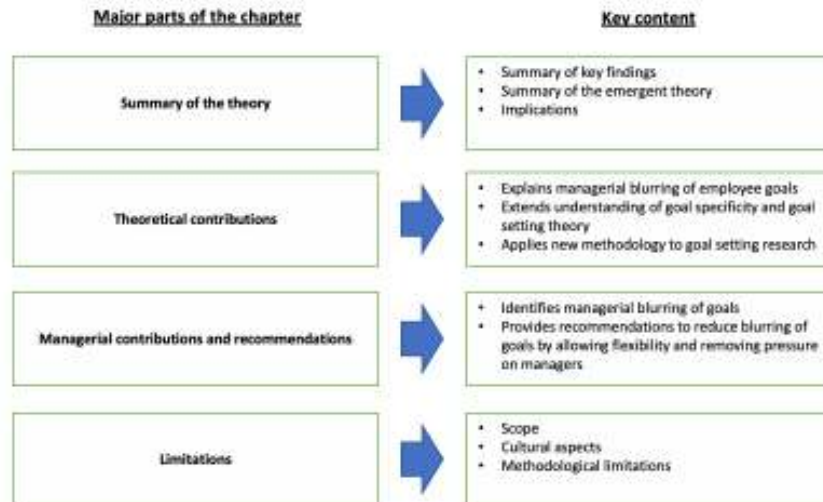 Major parts of the chapter
Key content
Summary of the theory
• Summary of key findings
• Summary of the emergent theory
• Implications
Theoretical contributions
• Explains managerial blurring of employee goals
• Extends understanding of goal specificity and goal
setting theory
• Applies new methodology to goal setting research
Managerial contributions and recommendations
• Identifies managerial blurring of goals
• Provides recommendations to reduce blurring of
goals by allowing flexibility and removing pressure
on managers
Limitations
• Scope
• Cultural aspects
• Methodological limitations